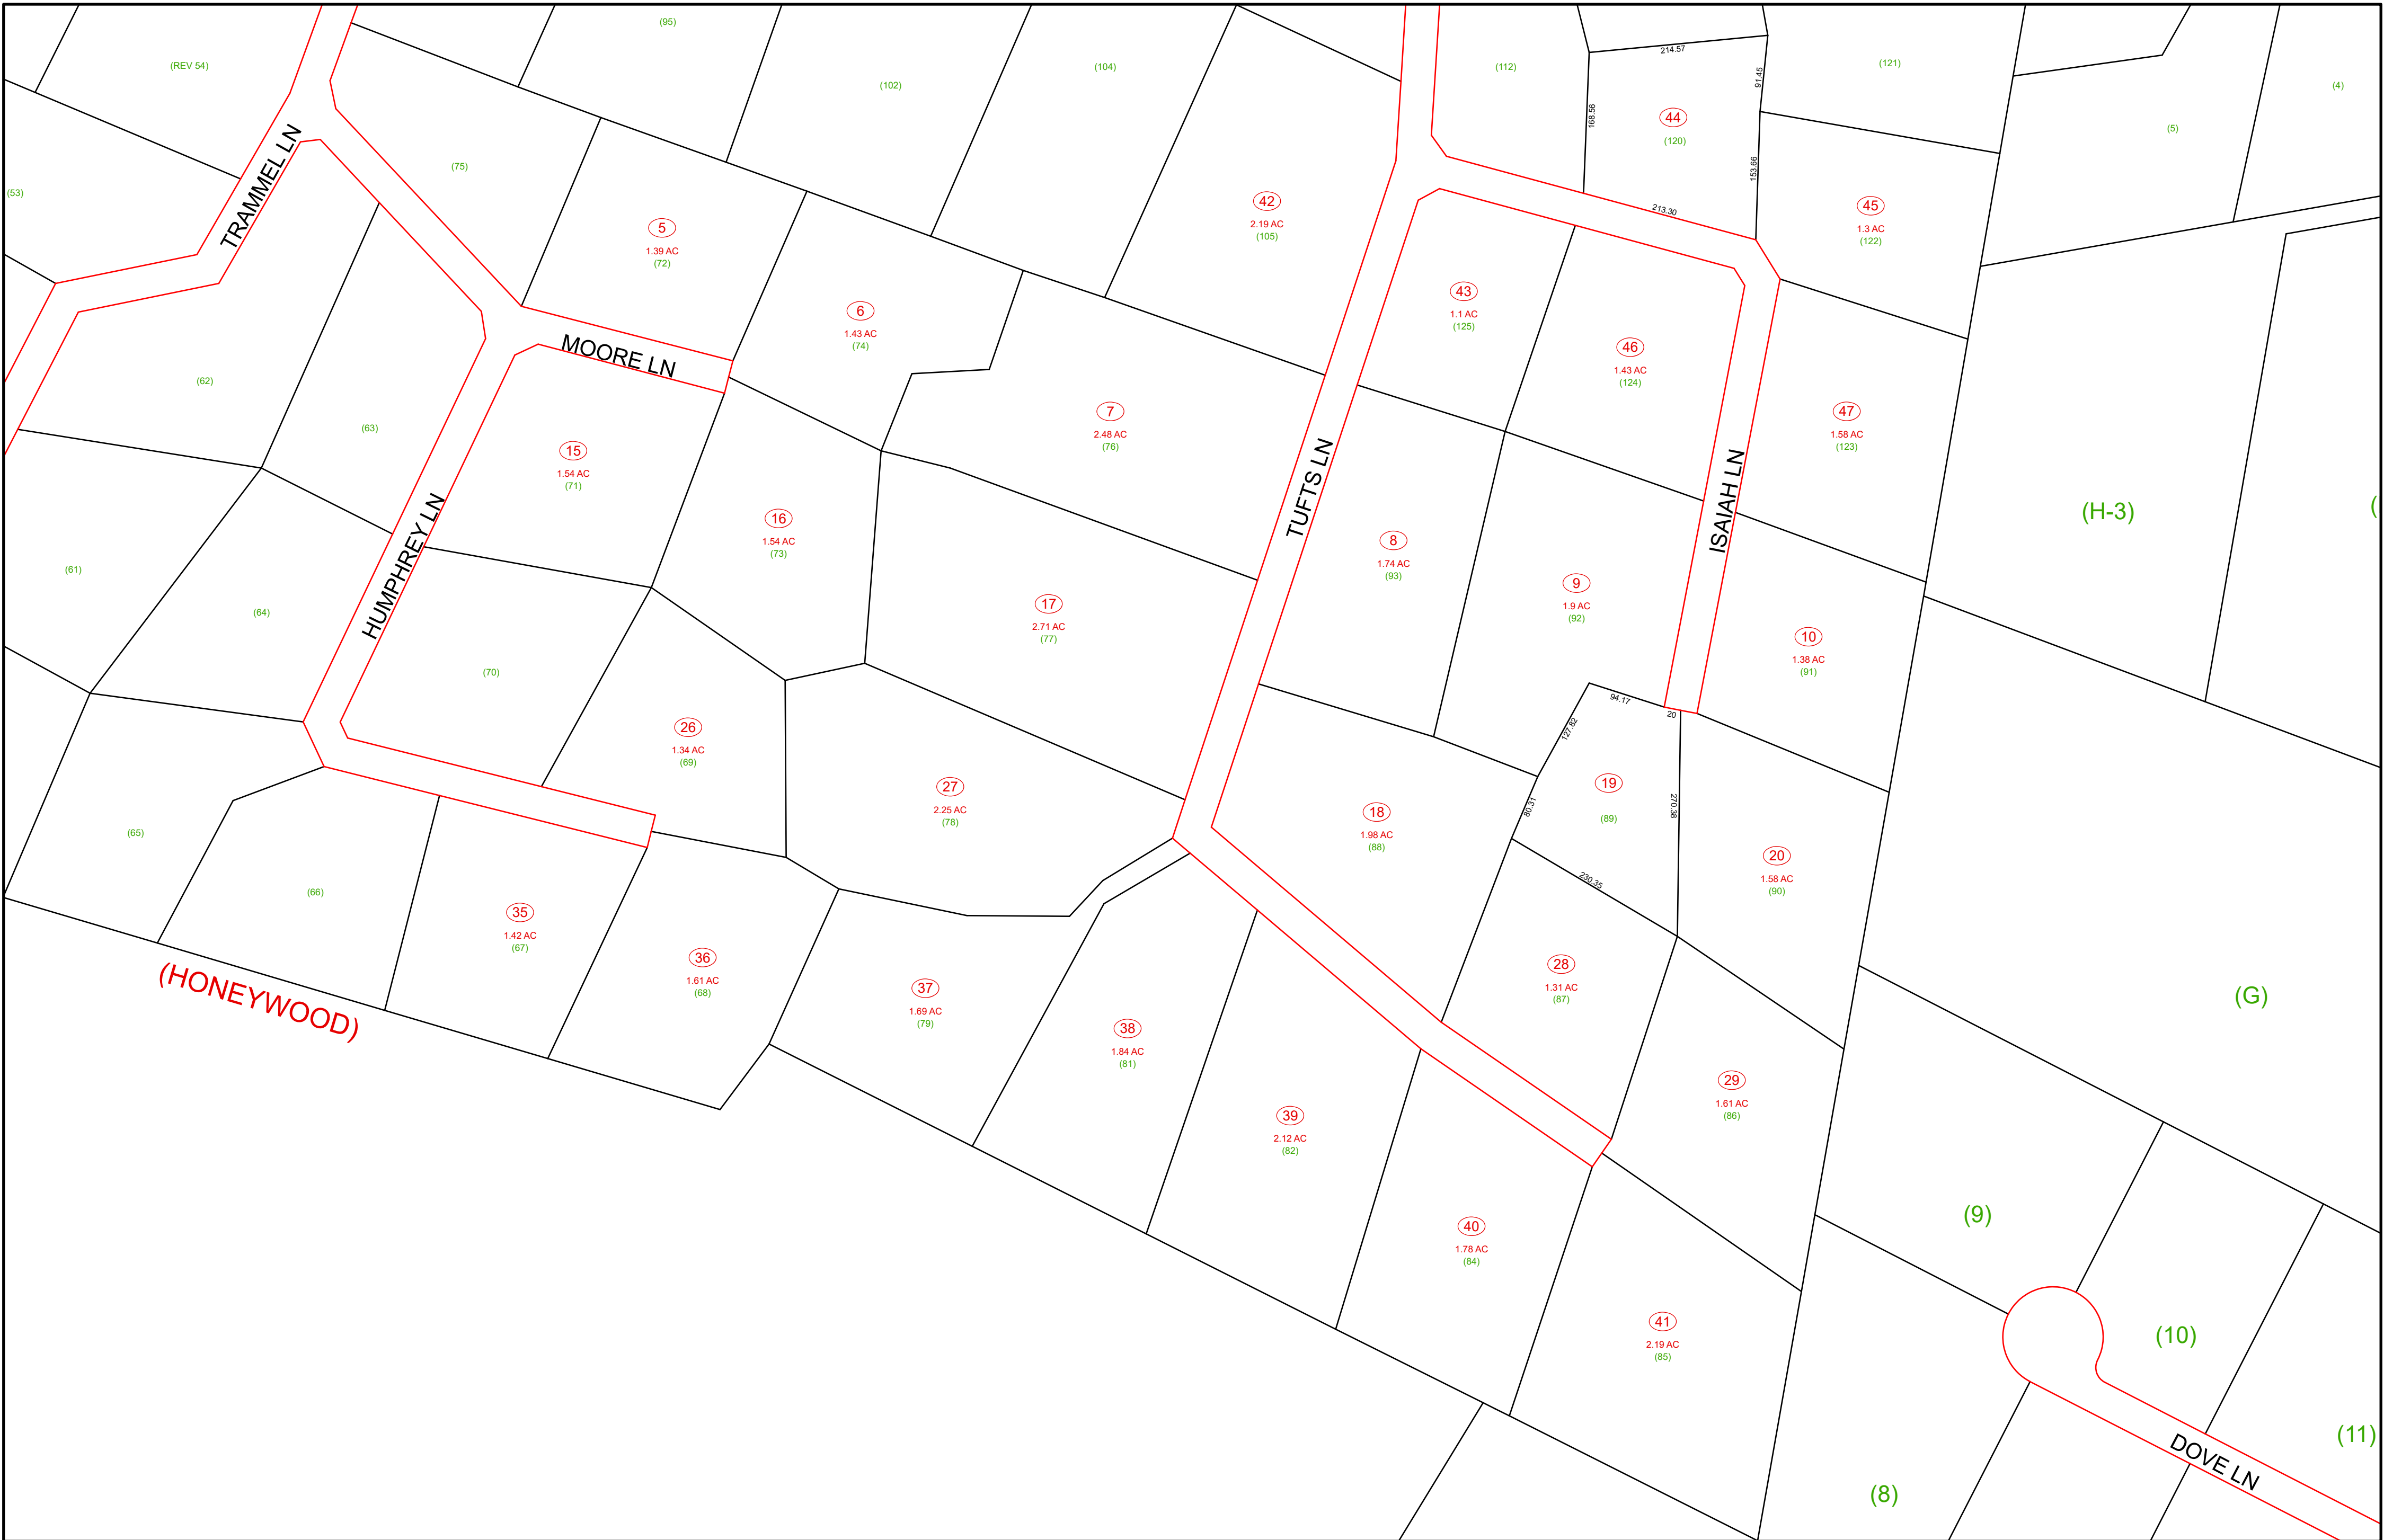 (95)
(REV 54)
(102)
(104)
(112)
214.57
91.45
(121)
(4)
(5)
168.56
44
(120)
153.66
213.30
TRAMMEL LN
(53)
(75)
5
1.39 AC
(72)
42
2.19 AC
(105)
45
1.3 AC
(122)
6
1.43 AC
(74)
43
1.1 AC
(125)
46
1.43 AC
(124)
MOORE LN
(62)
(63)
7
2.48 AC
(76)
47
1.58 AC
(123)
15
1.54 AC
(71)
TUFTS LN
ISAIAH LN
(H-3)
(
16
1.54 AC
(73)
HUMPHREY LN
8
1.74 AC
(93)
9
1.9 AC
(92)
(61)
(64)
17
2.71 AC
(77)
10
1.38 AC
(91)
(70)
94.17
20
127.82
26
1.34 AC
(69)
27
2.25 AC
(78)
18
1.98 AC
(88)
80.31
19
(89)
270.38
(65)
20
1.58 AC
(90)
230.35
(66)
35
1.42 AC
(67)
36
1.61 AC
(68)
37
1.69 AC
(79)
28
1.31 AC
(87)
(HONEYWOOD)
(G)
38
1.84 AC
(81)
29
1.61 AC
(86)
39
2.12 AC
(82)
40
1.78 AC
(84)
(9)
41
2.19 AC
(85)
(10)
(11)
DOVE LN
(8)